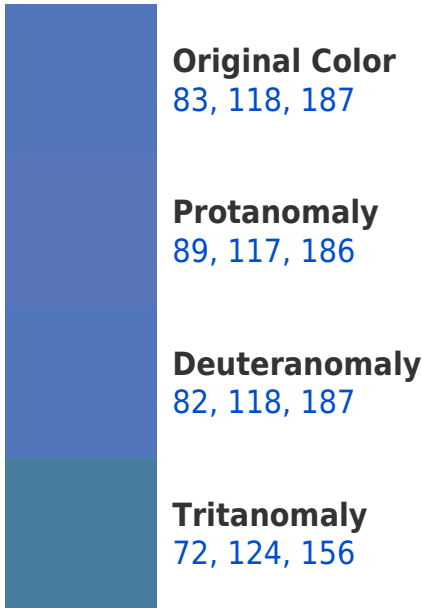 Original Color
83, 118, 187
Protanomaly
89, 117, 186
Deuteranomaly
82, 118, 187
Tritanomaly
72, 124, 156